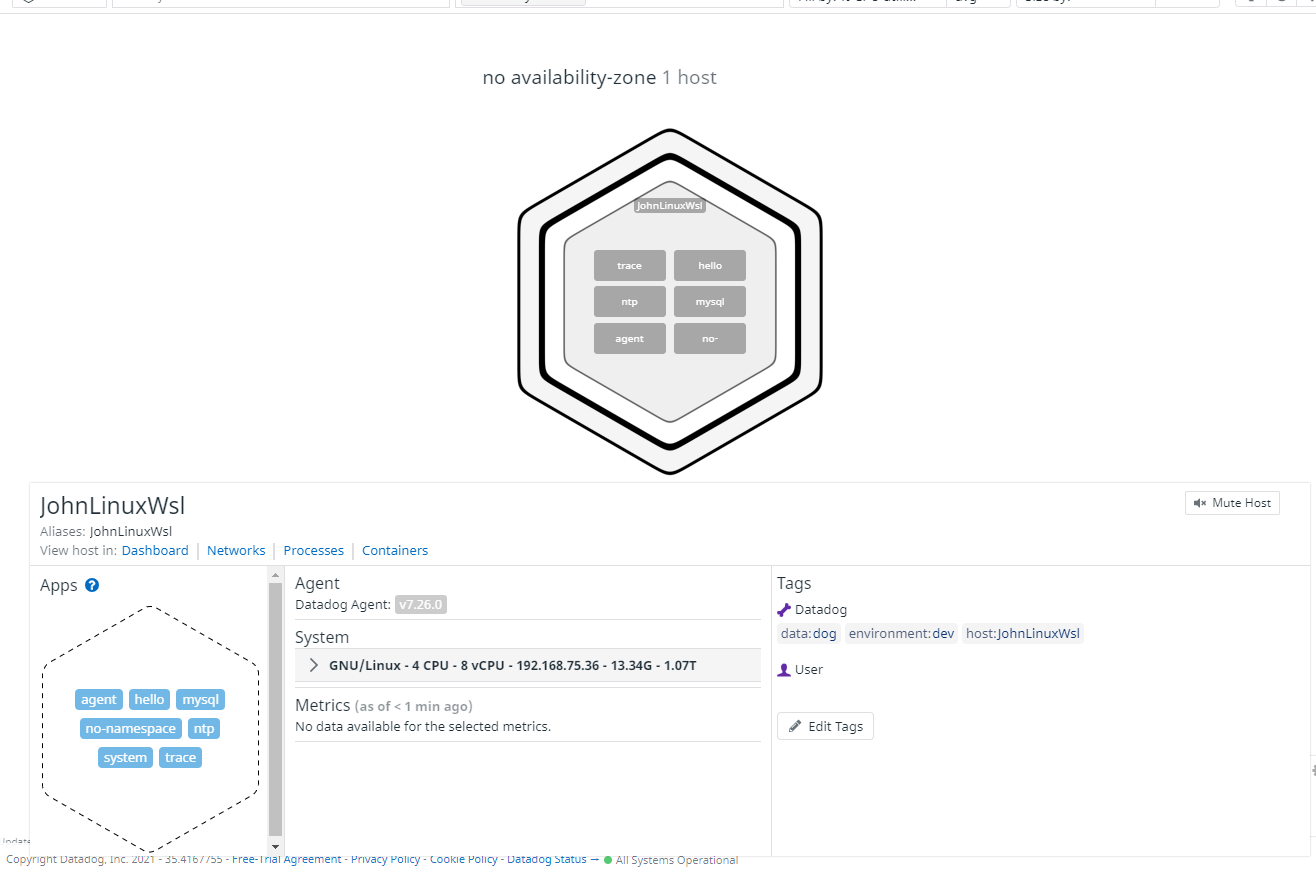 no availability-zone 1 host
JohnLinuxWsl
trace hello
ntp mysql
agent no-
JohnLinuxWsl
Mute Host
Aliases: JohnLinuxWsl
View host in: Dashboard Networks Processes Containers
Apps ?
agent hello mysql
no-namespace ntp
system trace
Agent
Datadog Agent: v7.26.0
System
GNU/Linux - 4 CPU - 8 vCPU - 192.168.75.36 - 13.34G - 1.07T
Metrics (as of < 1 min ago)
No data available for the selected metrics.
Tags
Datadog
data:dog environment:dev host:JohnLinuxWsl
User
Edit Tags
Copyright Datadog, Inc. 2021 - 35.4167755 - Free-Trial Agreement - Privacy Policy - Cookie Policy - Datadog Status → All Systems Operational